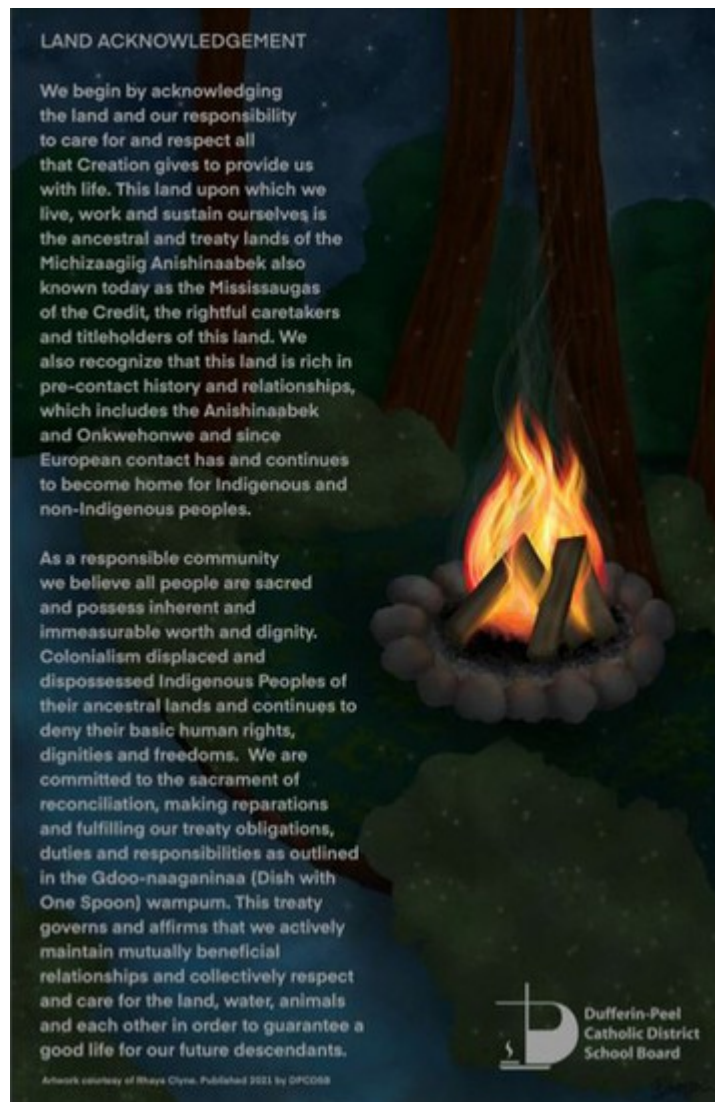 LAND ACKNOWLEDGEMENT
We begin by acknowledging
the land and our responsibility
to care for and respect all
that Creation gives to provide us
with life. This land upon which we
live, work and sustain ourselves is
the ancestral and treaty lands of the
Michizaagiig Anishinaabek also
known today as the Mississaugas
of the Credit, the rightful caretakers
and titleholders of this land. We
also recognize that this land is rich in
pre-contact history and relationships,
which includes the Anishinaabek
and Onkwehonwe and since
European contact has and continues
to become home for Indigenous and
non-Indigenous peoples.
As a responsible community
we believe all people are sacred
and possess inherent and
immeasurable worth and dignity.
Colonialism displaced and
dispossessed Indigenous Peoples of
their ancestral lands and continues to
deny their basic human rights,
dignities and freedoms. We are
committed to the sacrament of
reconciliation, making reparations
and fulfilling our treaty obligations,
duties and responsibilities as outlined
in the Gdoo-naaganinaa (Dish with
One Spoon) wampum. This treaty
governs and affirms that we actively
maintain mutually beneficial
relationships and collectively respect
and care for the land, water, animals
and each other in order to guarantee a
good life for our future descendants.
Artwork courtesy of Rhaya Clyne. Published 2021 by DPCDSB
Dufferin-Peel
Catholic District
School Board